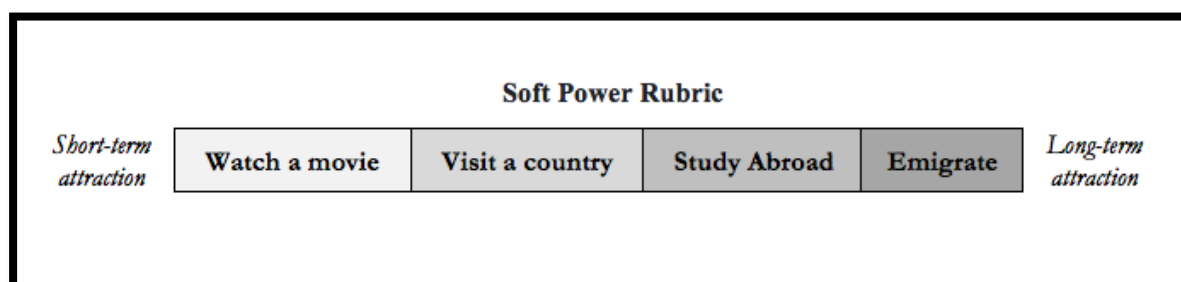 Soft Power Rubric
Short-term
attraction
Watch a movie
Visit a country
Study Abroad
Emigrate
Long-term
attraction